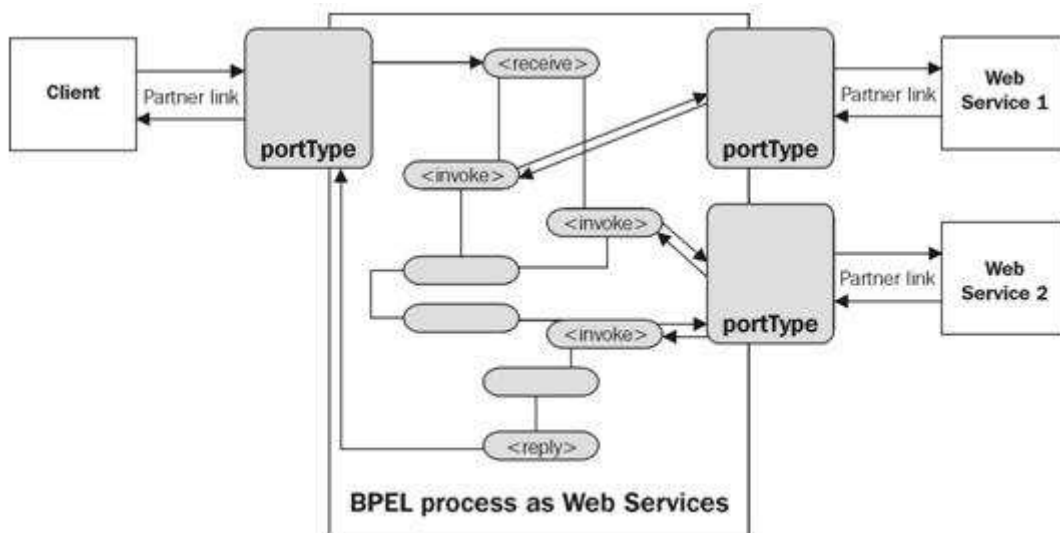 Client
Partner link
portType
<receive>
<invoke>
<invoke>
<invoke>
<reply>
portType
Partner link
Web
Service 1
portType
Partner link
Web
Service 2
BPEL process as Web Services